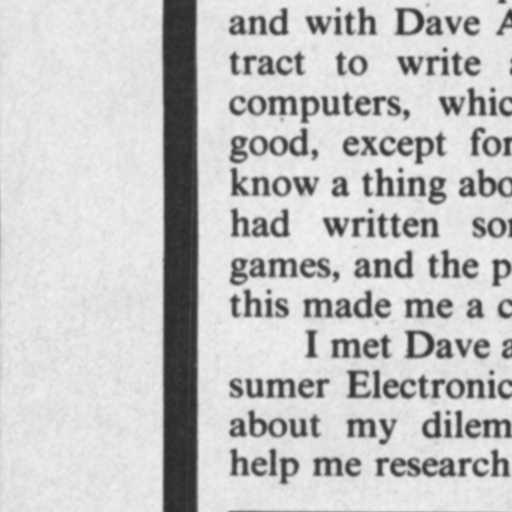 and with Dave A
tract to write
computers, whic
good, except for
know a thing abo
had written so
games, and the p
this made me a c
I met Dave a
sumer Electronic
about my dilem
help me research